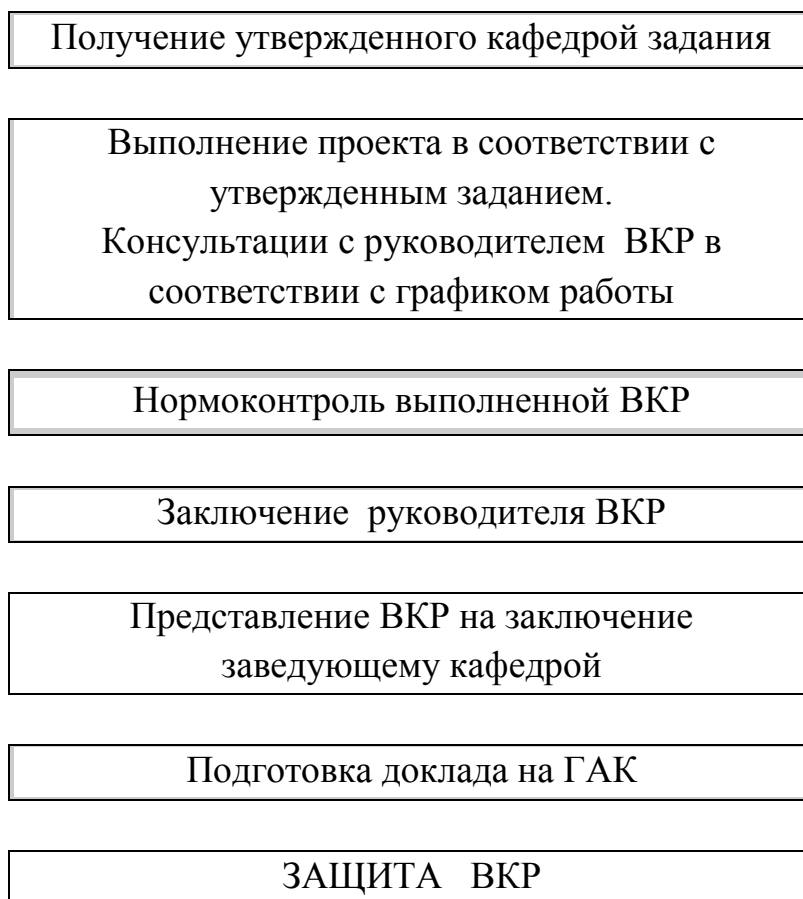 Получение утвержденного кафедрой задания
Выполнение проекта в соответствии с
утвержденным заданием.
Консультации с руководителем ВКР в
соответствии с графиком работы
Нормоконтроль выполненной ВКР
Заключение руководителя ВКР
Представление ВКР на заключение
заведующему кафедрой
Подготовка доклада на ГАК
ЗАЩИТА ВКР